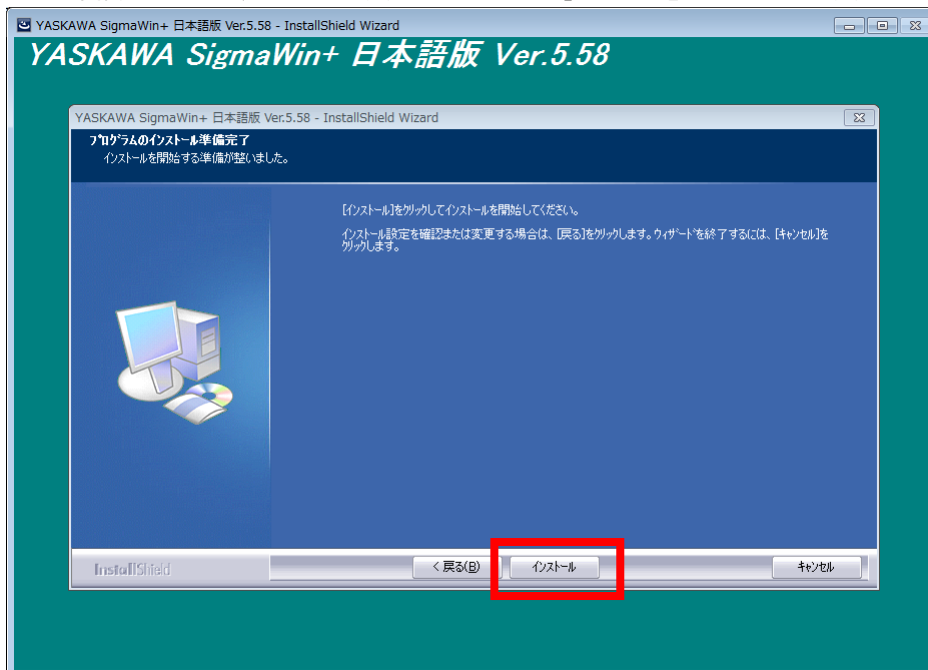 YASKAWA SigmaWin+ 日本語版 Ver.5.58 - InstallShield Wizard
YASKAWA SigmaWin+ 日本語版 Ver.5.58
YASKAWA SigmaWin+ 日本語版 Ver.5.58 - InstallShield Wizard
プログラムのインストール準備完了
インストールを開始する準備が整いました。
[インストール]をクリックしてインストールを開始してください。
インストール設定を確認または変更する場合は、[戻る]をクリックします。ウィザードを終了するには、[キャンセル]を
クリックします。
InstallShield
< 戻る(B)
インストール
キャンセル